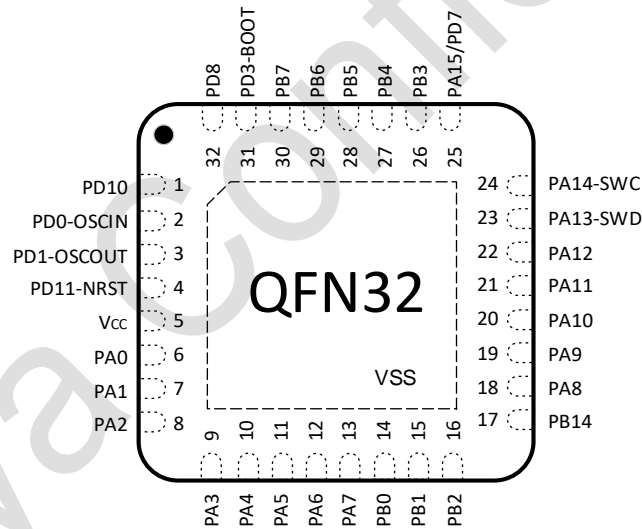 PD8
PD3-BOOT
PB7
PB6
PB5
PB4
PB3
PA15/PD7
32
31
30
29
28
27
26
25
PD10 1
PD0-OSCIN 2
PD1-OSCOUT 3
PD11-NRST 4
Vcc 5
PA0 6
PA1 7
PA2 8
24 PA14-SWC
23 PA13-SWD
22 PA12
21 PA11
20 PA10
19 PA9
18 PA8
17 PB14
QFN32
VSS
9
10
11
12
13
14
15
16
PA3
PA4
PA5
PA6
PA7
PB0
PB1
PB2